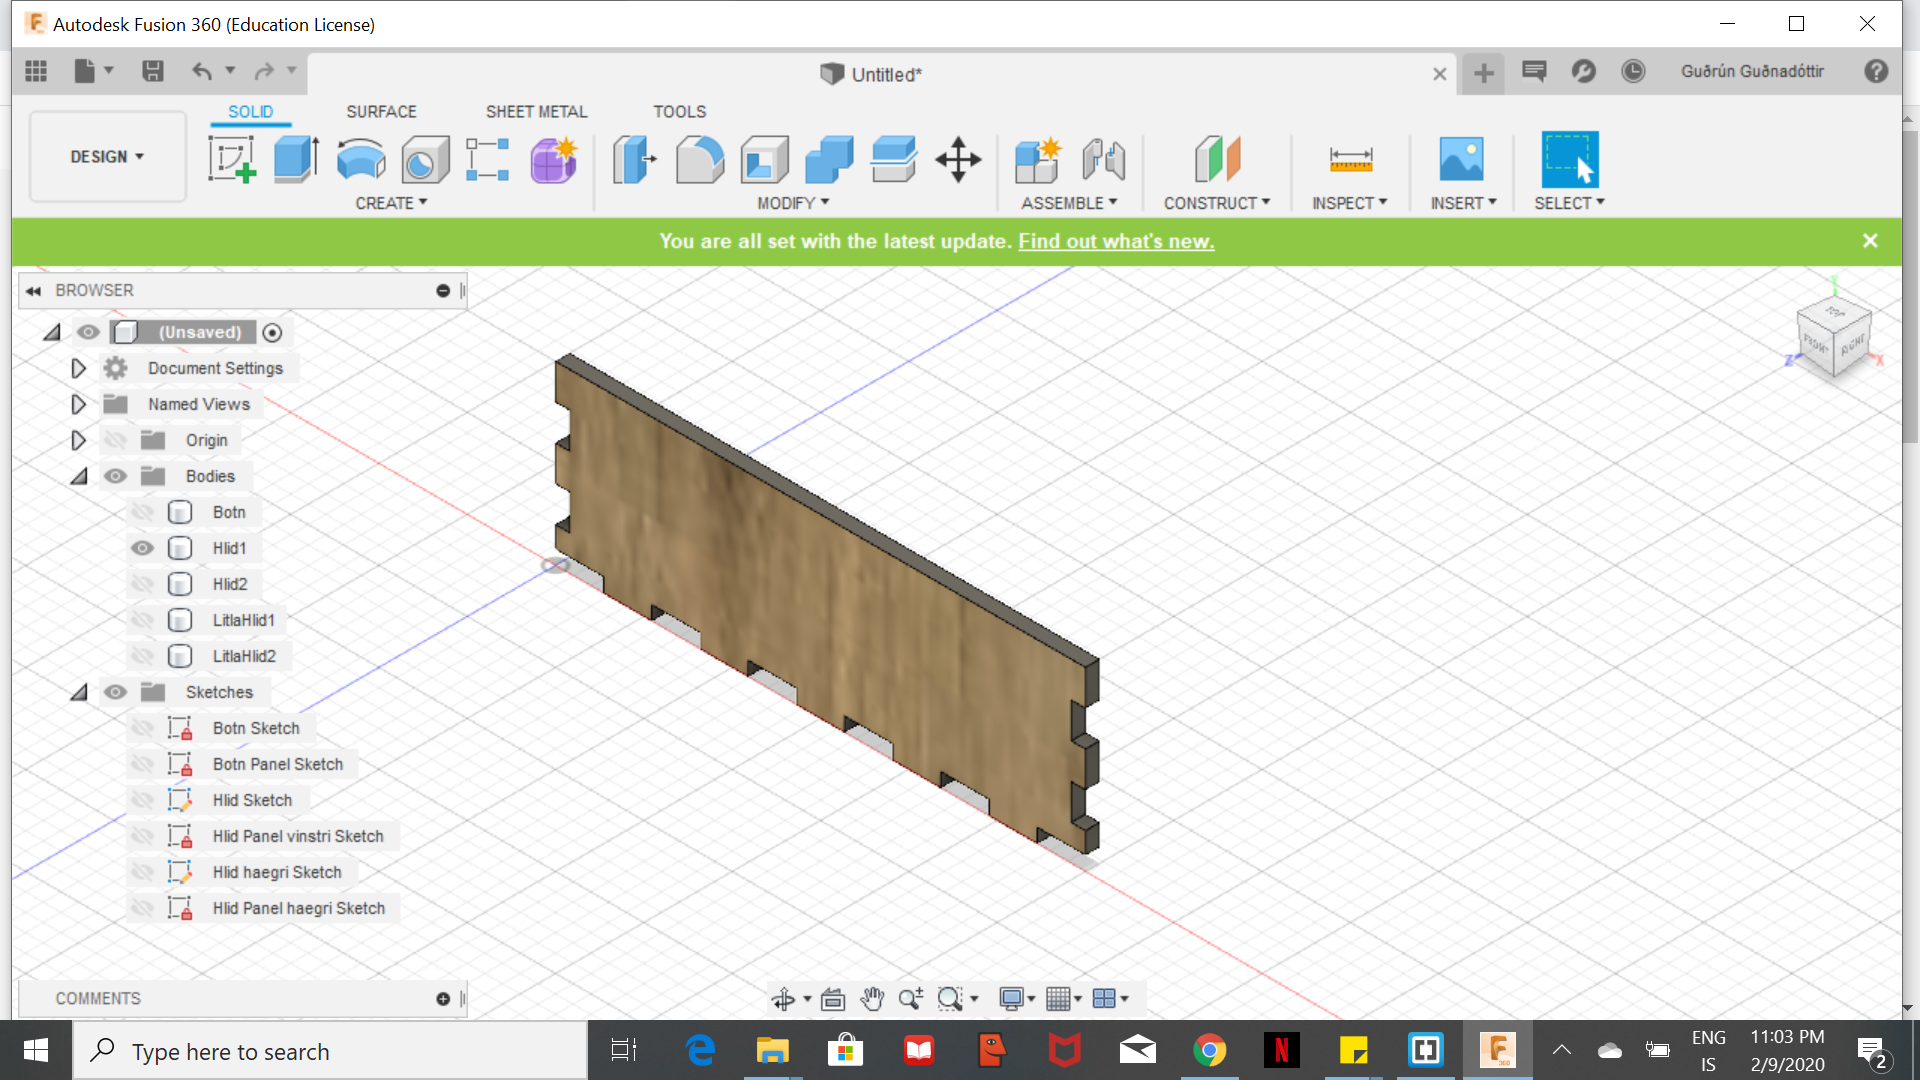 Autodesk Fusion 360 (Education License)
Untitled*
Guðrún Guðnadóttir
SOLID
SURFACE
SHEET METAL
TOOLS
DESIGN
CREATE
MODIFY
ASSEMBLE
CONSTRUCT
INSPECT
INSERT
SELECT
You are all set with the latest update. Find out what's new.
BROWSER
(Unsaved)
Document Settings
Named Views
Origin
Bodies
Botn
Hlid1
Hlid2
LitlaHlid1
LitlaHlid2
Sketches
Botn Sketch
Botn Panel Sketch
Hlid Sketch
Hlid Panel vinstri Sketch
Hlid haegri Sketch
Hlid Panel haegri Sketch
Y
TOP
FRONT
RIGHT
Z
X
COMMENTS
Type here to search
ENG
IS
11:03 PM
2/9/2020
2